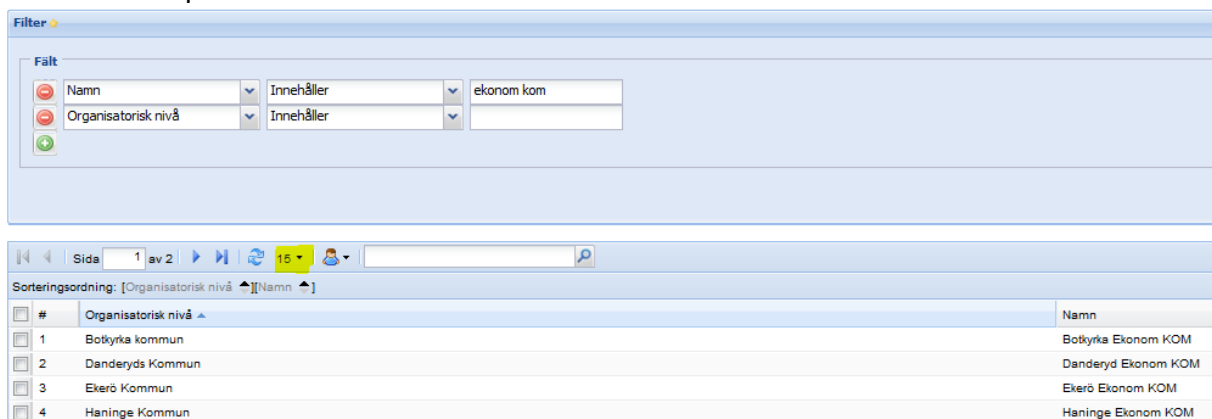 Filter
Fält
Namn Innehåller ekonom kom
Organisatorisk nivå Innehåller
Sida 1 av 2 15
Sorteringsordning: [Organisatorisk nivå][Namn]
# Organisatorisk nivå Namn
1 Botkyrka kommun Botkyrka Ekonom KOM
2 Danderyds Kommun Danderyd Ekonom KOM
3 Ekerö Kommun Ekerö Ekonom KOM
4 Haninge Kommun Haninge Ekonom KOM